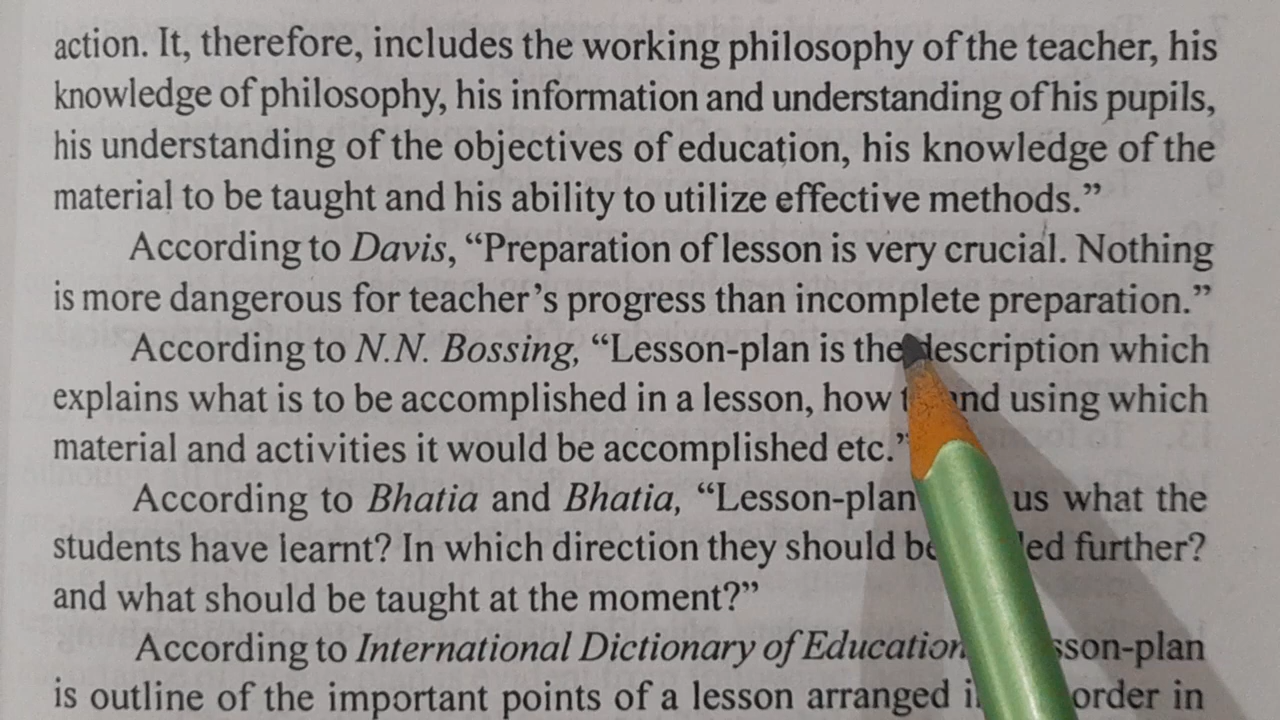 action. It, therefore, includes the working philosophy of the teacher, his
knowledge of philosophy, his information and understanding of his pupils,
his understanding of the objectives of education, his knowledge of the
material to be taught and his ability to utilize effective methods.”
According to Davis, “Preparation of lesson is very crucial. Nothing
is more dangerous for teacher’s progress than incomplete preparation.”
According to N.N. Bossing, “Lesson-plan is the description which
explains what is to be accomplished in a lesson, how and using which
material and activities it would be accomplished etc.”
According to Bhatia and Bhatia, “Lesson-plan us what the
students have learnt? In which direction they should be further?
and what should be taught at the moment?”
According to International Dictionary of Education
is outline of the important points of a lesson arranged order in